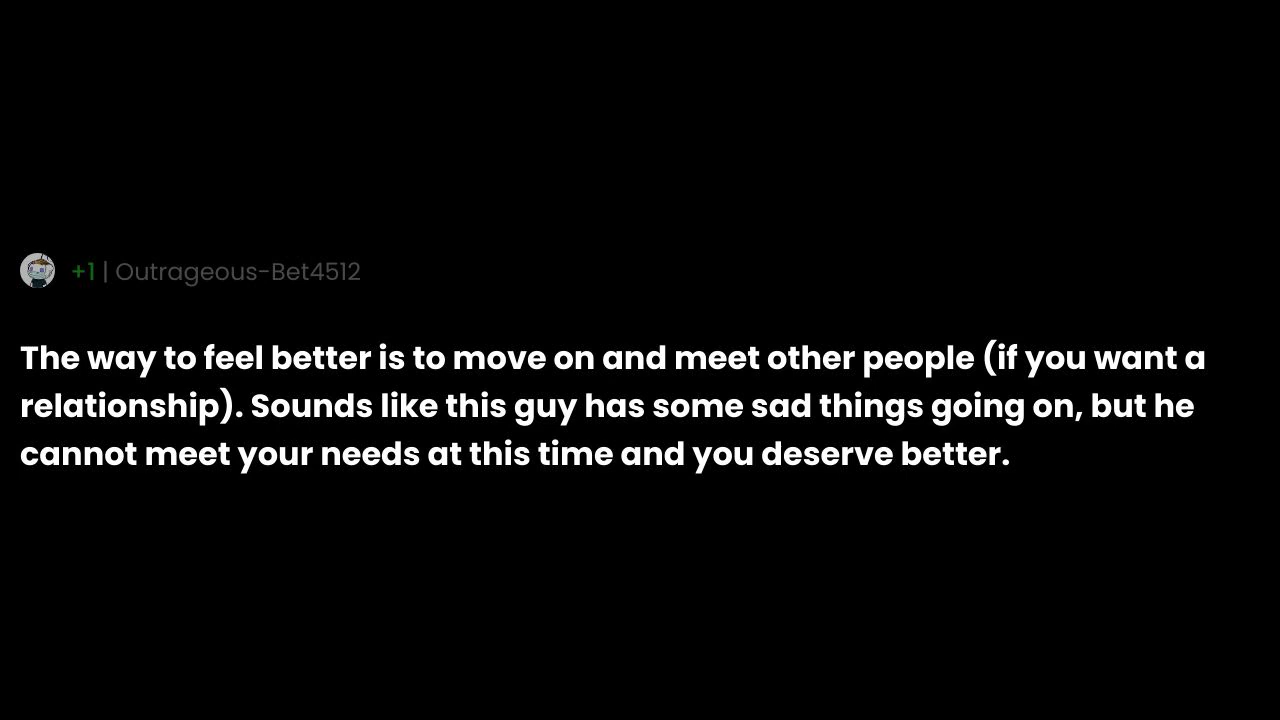 +1 | Outrageous-Bet4512
The way to feel better is to move on and meet other people (if you want a
relationship). Sounds like this guy has some sad things going on, but he
cannot meet your needs at this time and you deserve better.